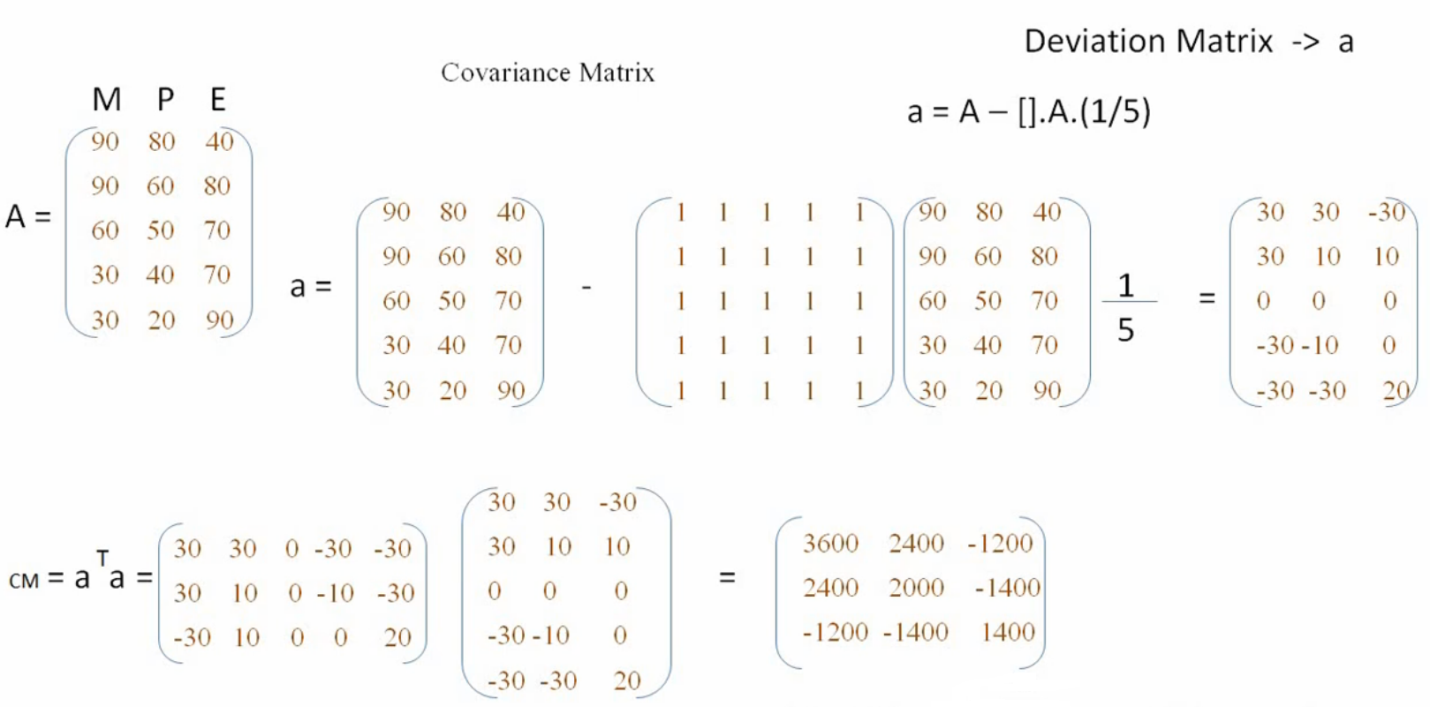 Deviation Matrix -> a
Covariance Matrix
a = A – [].A.(1/5)
M P E
A =
90 80 40
90 60 80
60 50 70
30 40 70
30 20 90
a =
90 80 40
90 60 80
60 50 70
30 40 70
30 20 90
-
1 1 1 1 1
1 1 1 1 1
1 1 1 1 1
1 1 1 1 1
1 1 1 1 1
90 80 40
90 60 80
60 50 70
30 40 70
30 20 90
1
5
=
30 30 -30
30 10 10
0 0 0
-30 -10 0
-30 -30 20
CM = a T a =
30 30 0 -30 -30
30 10 0 -10 -30
-30 10 0 0 20
30 30 -30
30 10 10
0 0 0
-30 -10 0
-30 -30 20
=
3600 2400 -1200
2400 2000 -1400
-1200 -1400 1400